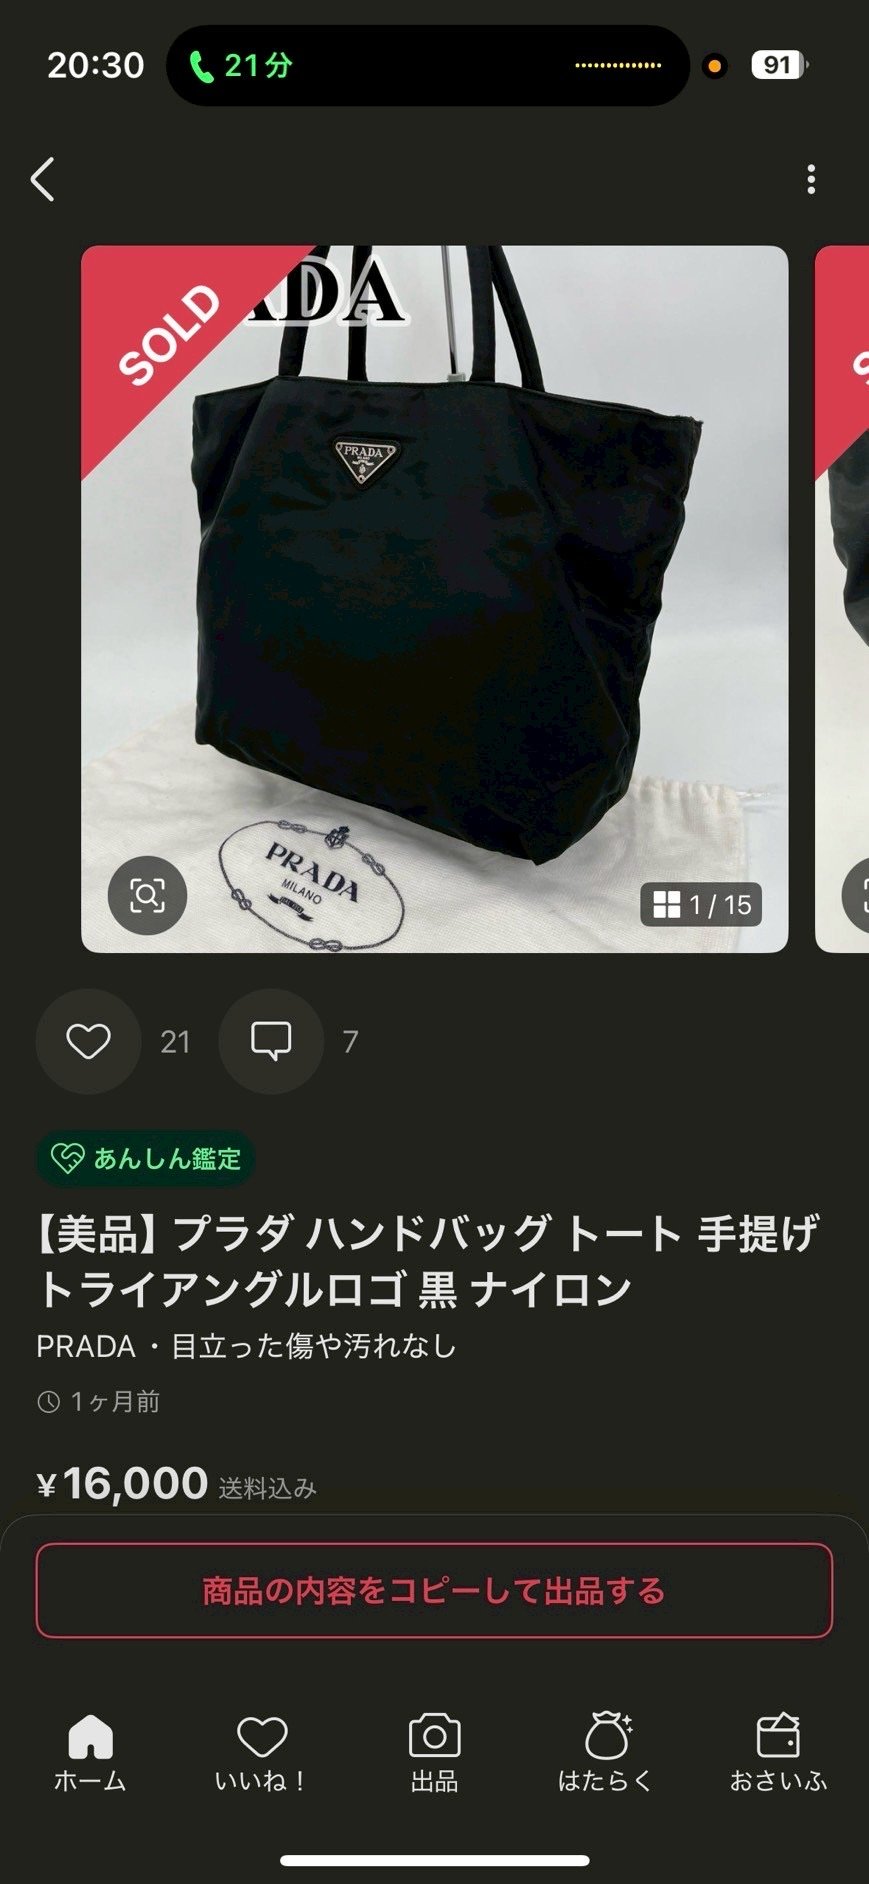 20:30
21分
91
SOLD
ADA
PRADA
MILANO
PRADA
MILANO
1 / 15
21
7
あんしん鑑定
【美品】プラダ ハンドバッグ トート 手提げ
トライアングルロゴ 黒 ナイロン
PRADA・目立った傷や汚れなし
1ヶ月前
¥16,000 送料込み
商品の内容をコピーして出品する
ホーム
いいね！
出品
はたらく
おさいふ